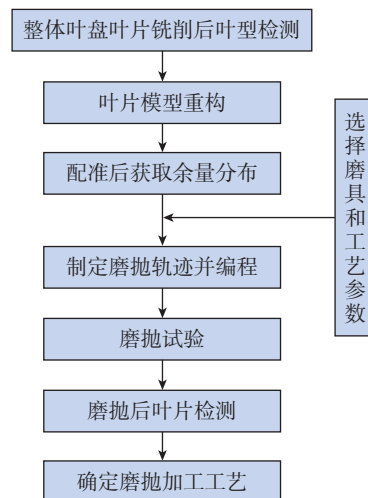 整体叶盘叶片铣削后叶型检测
叶片模型重构
配准后获取余量分布
选择磨具和工艺参数
制定磨抛轨迹并编程
磨抛试验
磨抛后叶片检测
确定磨抛加工工艺